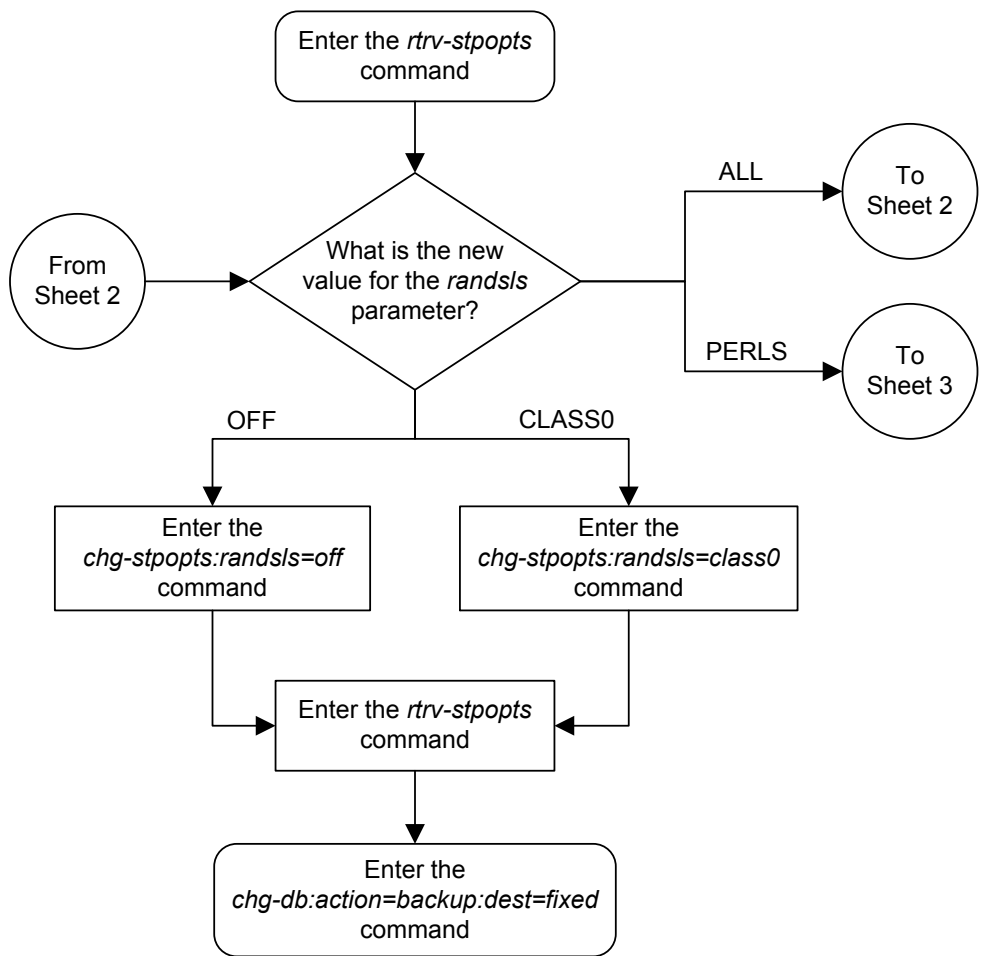 Enter the rtrv-stpopts
command
ALL
To
Sheet 2
What is the new
value for the randsls
parameter?
From
Sheet 2
PERLS
To
Sheet 3
OFF
CLASS0
Enter the
chg-stpopts:randsls=off
command
Enter the
chg-stpopts:randsls=class0
command
Enter the rtrv-stpopts
command
Enter the
chg-db:action=backup:dest=fixed
command